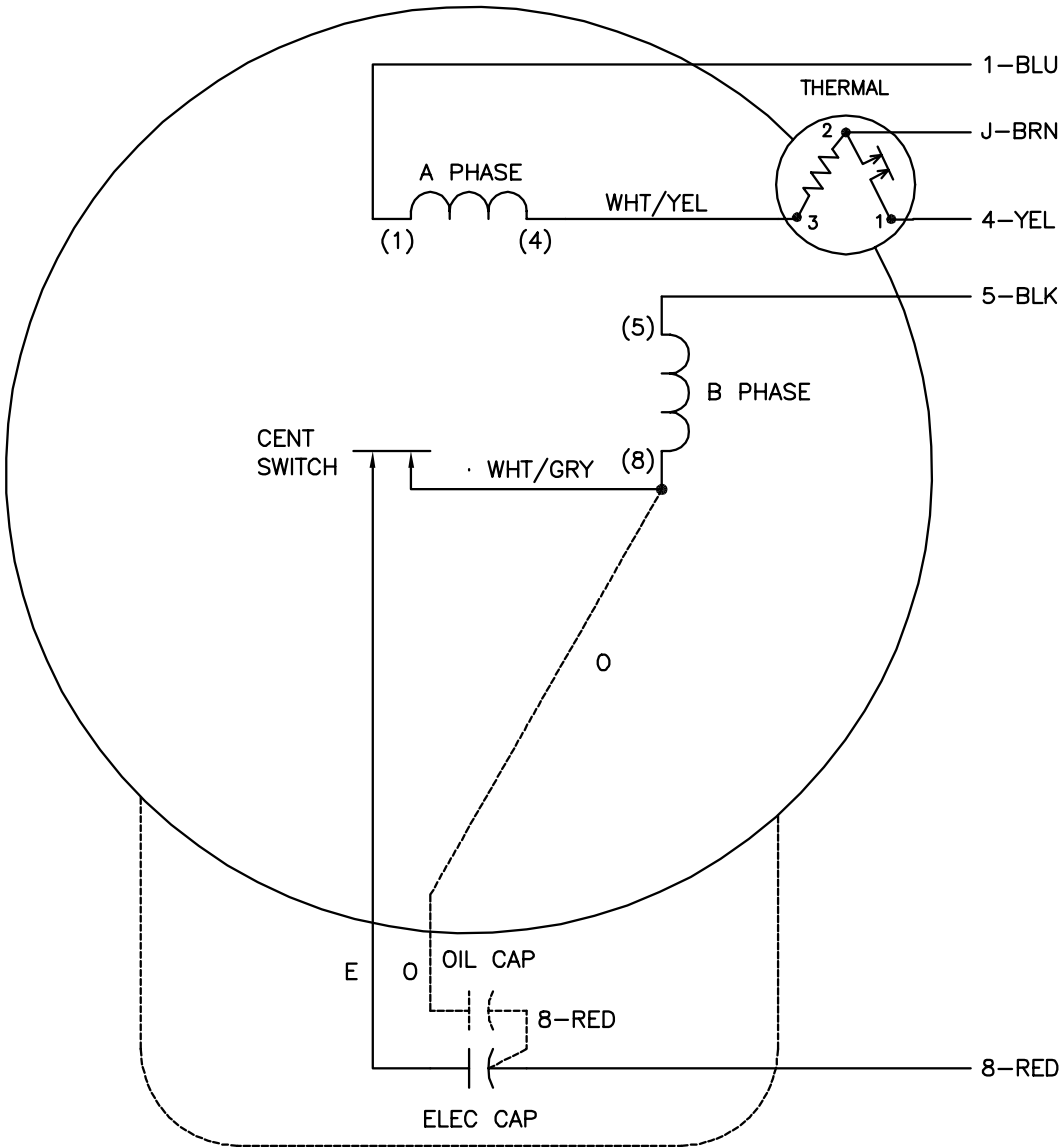 1-BLU
THERMAL
2
J-BRN
A PHASE
WHT/YEL
3
1
4-YEL
(1)
(4)
5-BLK
(5)
B PHASE
CENT
SWITCH
WHT/GRY
(8)
O
E
O
OIL CAP
8-RED
8-RED
ELEC CAP